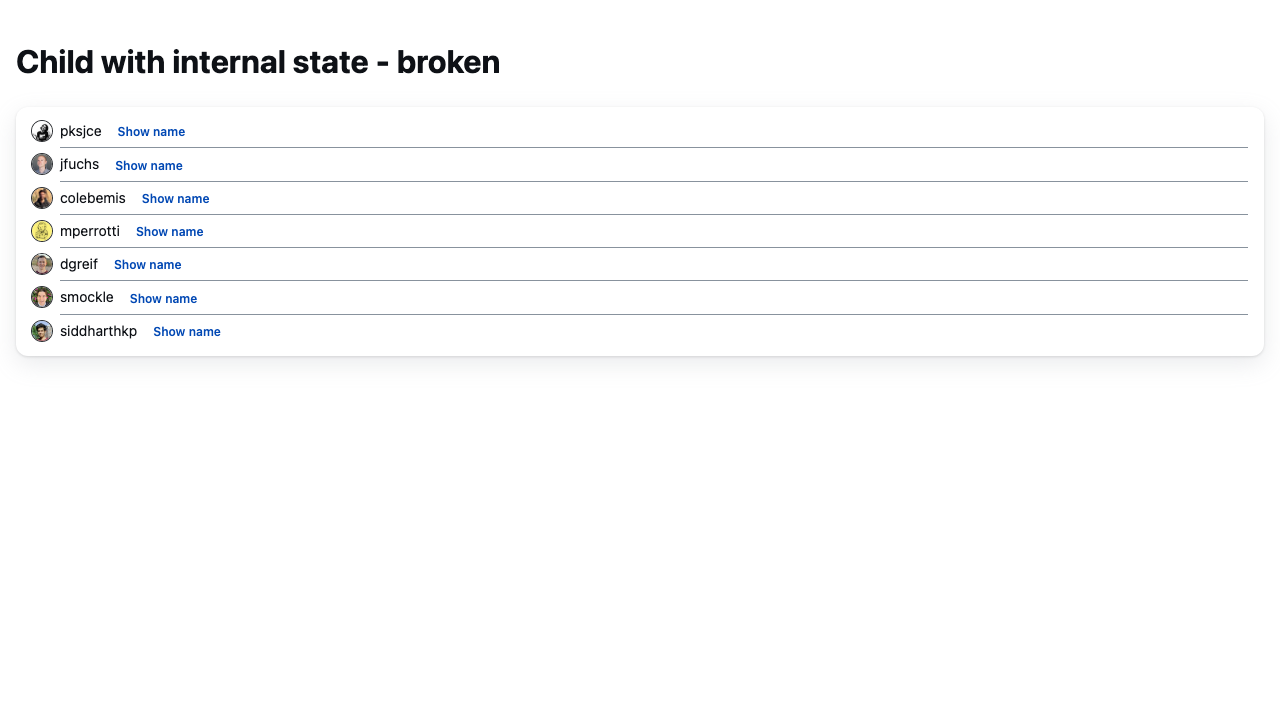 Child with internal state - broken
pksjce Show name
jfuchs Show name
colebemis Show name
mperrotti Show name
dgreif Show name
smockle Show name
siddharthkp Show name